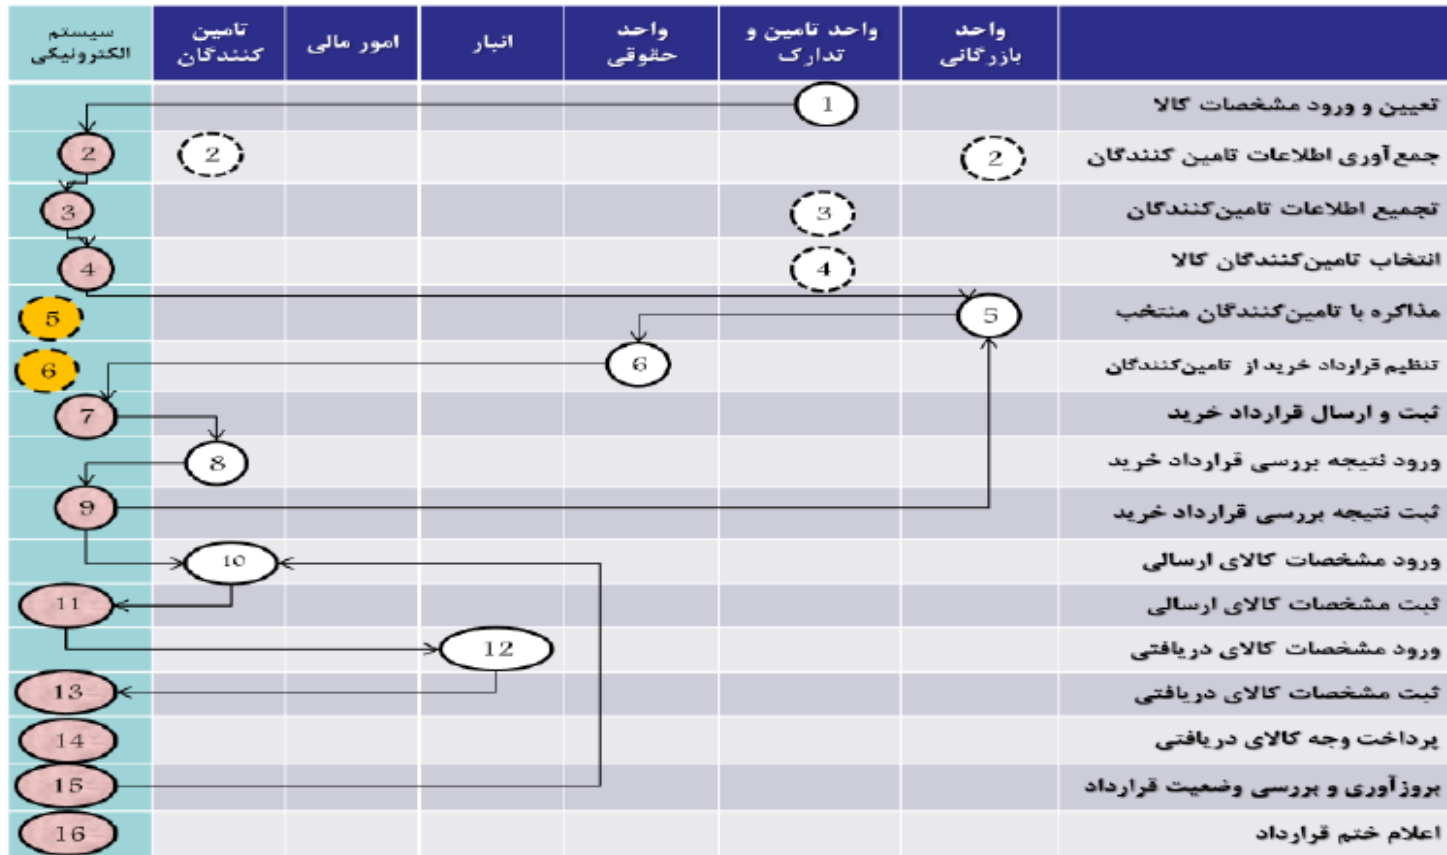 واحد بازرگانی
واحد تامین و تدارک
واحد حقوقی
انبار
امور مالی
تامین کنندگان
سیستم الکترونیکی
تعیین و ورود مشخصات کالا
1
جمع‌آوری اطلاعات تامین کنندگان
2
2
2
تجمیع اطلاعات تامین‌کنندگان
3
3
انتخاب تامین‌کنندگان کالا
4
4
مذاکره با تامین‌کنندگان منتخب
5
5
تنظیم قرارداد خرید از تامین‌کنندگان
6
6
ثبت و ارسال قرارداد خرید
7
ورود نتیجه بررسی قرارداد خرید
8
ثبت نتیجه بررسی قرارداد خرید
9
ورود مشخصات کالای ارسالی
10
ثبت مشخصات کالای ارسالی
11
ورود مشخصات کالای دریافتی
12
ثبت مشخصات کالای دریافتی
13
پرداخت وجه کالای دریافتی
14
بروزآوری و بررسی وضعیت قرارداد
15
اعلام ختم قرارداد
16